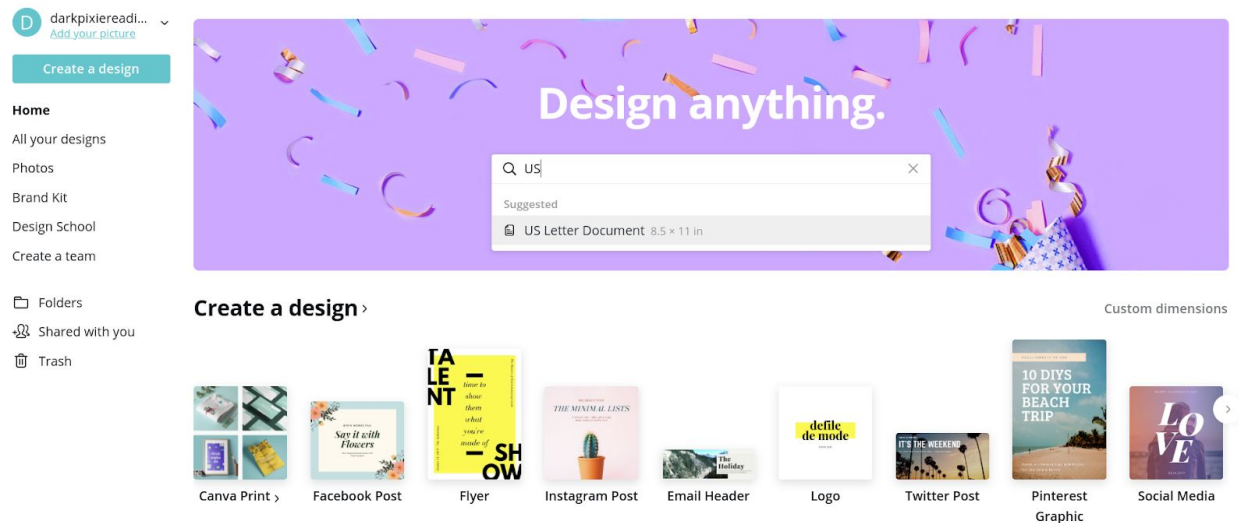 D
darkpixiereadi...
Add your picture
Create a design
Home
All your designs
Photos
Brand Kit
Design School
Create a team
Folders
Shared with you
Trash
Design anything.
US
Suggested
US Letter Document 8.5 × 11 in
Create a design ›
Custom dimensions
TA
LE
NT
time to
show
them
what
you're
made of
SH
OW
Say it with
Flowers
THE MINIMAL LISTS
The
Holiday
defile
de mode
IT'S THE WEEKEND
10 DIYS
FOR YOUR
BEACH
TRIP
LO
VE
Canva Print ›
Facebook Post
Flyer
Instagram Post
Email Header
Logo
Twitter Post
Pinterest
Graphic
Social Media